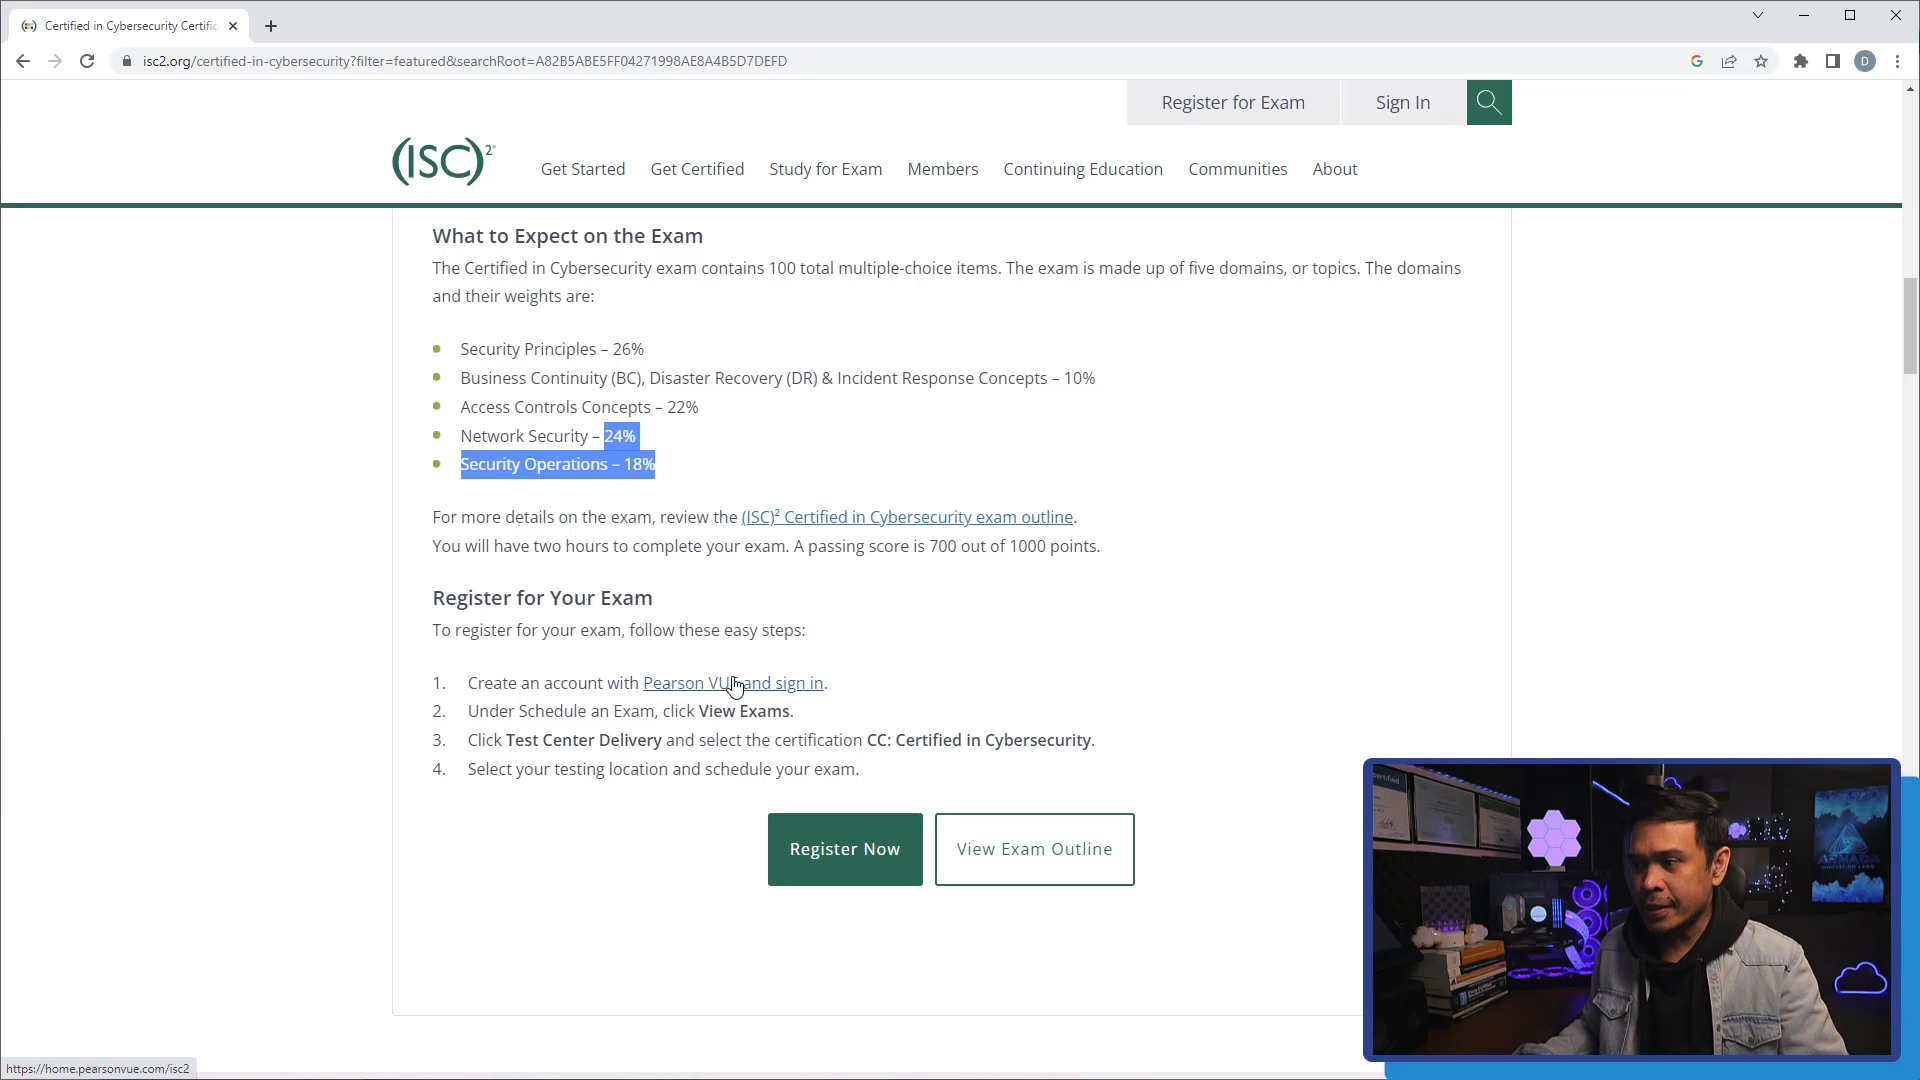 Certified in Cybersecurity Certific
isc2.org/certified-in-cybersecurity?filter=featured&searchRoot=A82B5ABE5FF04271998AE8A4B5D7DEFD
D
Register for Exam
Sign In
(ISC)²
Get Started
Get Certified
Study for Exam
Members
Continuing Education
Communities
About
What to Expect on the Exam
The Certified in Cybersecurity exam contains 100 total multiple-choice items. The exam is made up of five domains, or topics. The domains
and their weights are:
Security Principles – 26%
Business Continuity (BC), Disaster Recovery (DR) & Incident Response Concepts – 10%
Access Controls Concepts – 22%
Network Security – 24%
Security Operations – 18%
For more details on the exam, review the (ISC)² Certified in Cybersecurity exam outline.
You will have two hours to complete your exam. A passing score is 700 out of 1000 points.
Register for Your Exam
To register for your exam, follow these easy steps:
1. Create an account with Pearson VUE and sign in.
2. Under Schedule an Exam, click View Exams.
3. Click Test Center Delivery and select the certification CC: Certified in Cybersecurity.
4. Select your testing location and schedule your exam.
Register Now
View Exam Outline
https://home.pearsonvue.com/isc2